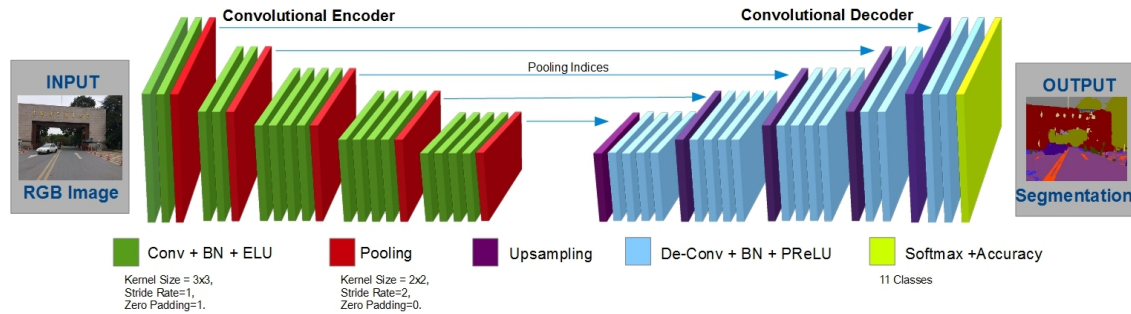 Convolutional Encoder
Convolutional Decoder
INPUT
RGB Image
Pooling Indices
OUTPUT
Segmentation
Conv + BN + ELU
Pooling
Upsampling
De-Conv + BN + PReLU
Softmax +Accuracy
Kernel Size = 3x3,
Stride Rate=1,
Zero Padding=1.
Kernel Size = 2x2,
Stride Rate=2,
Zero Padding=0.
11 Classes